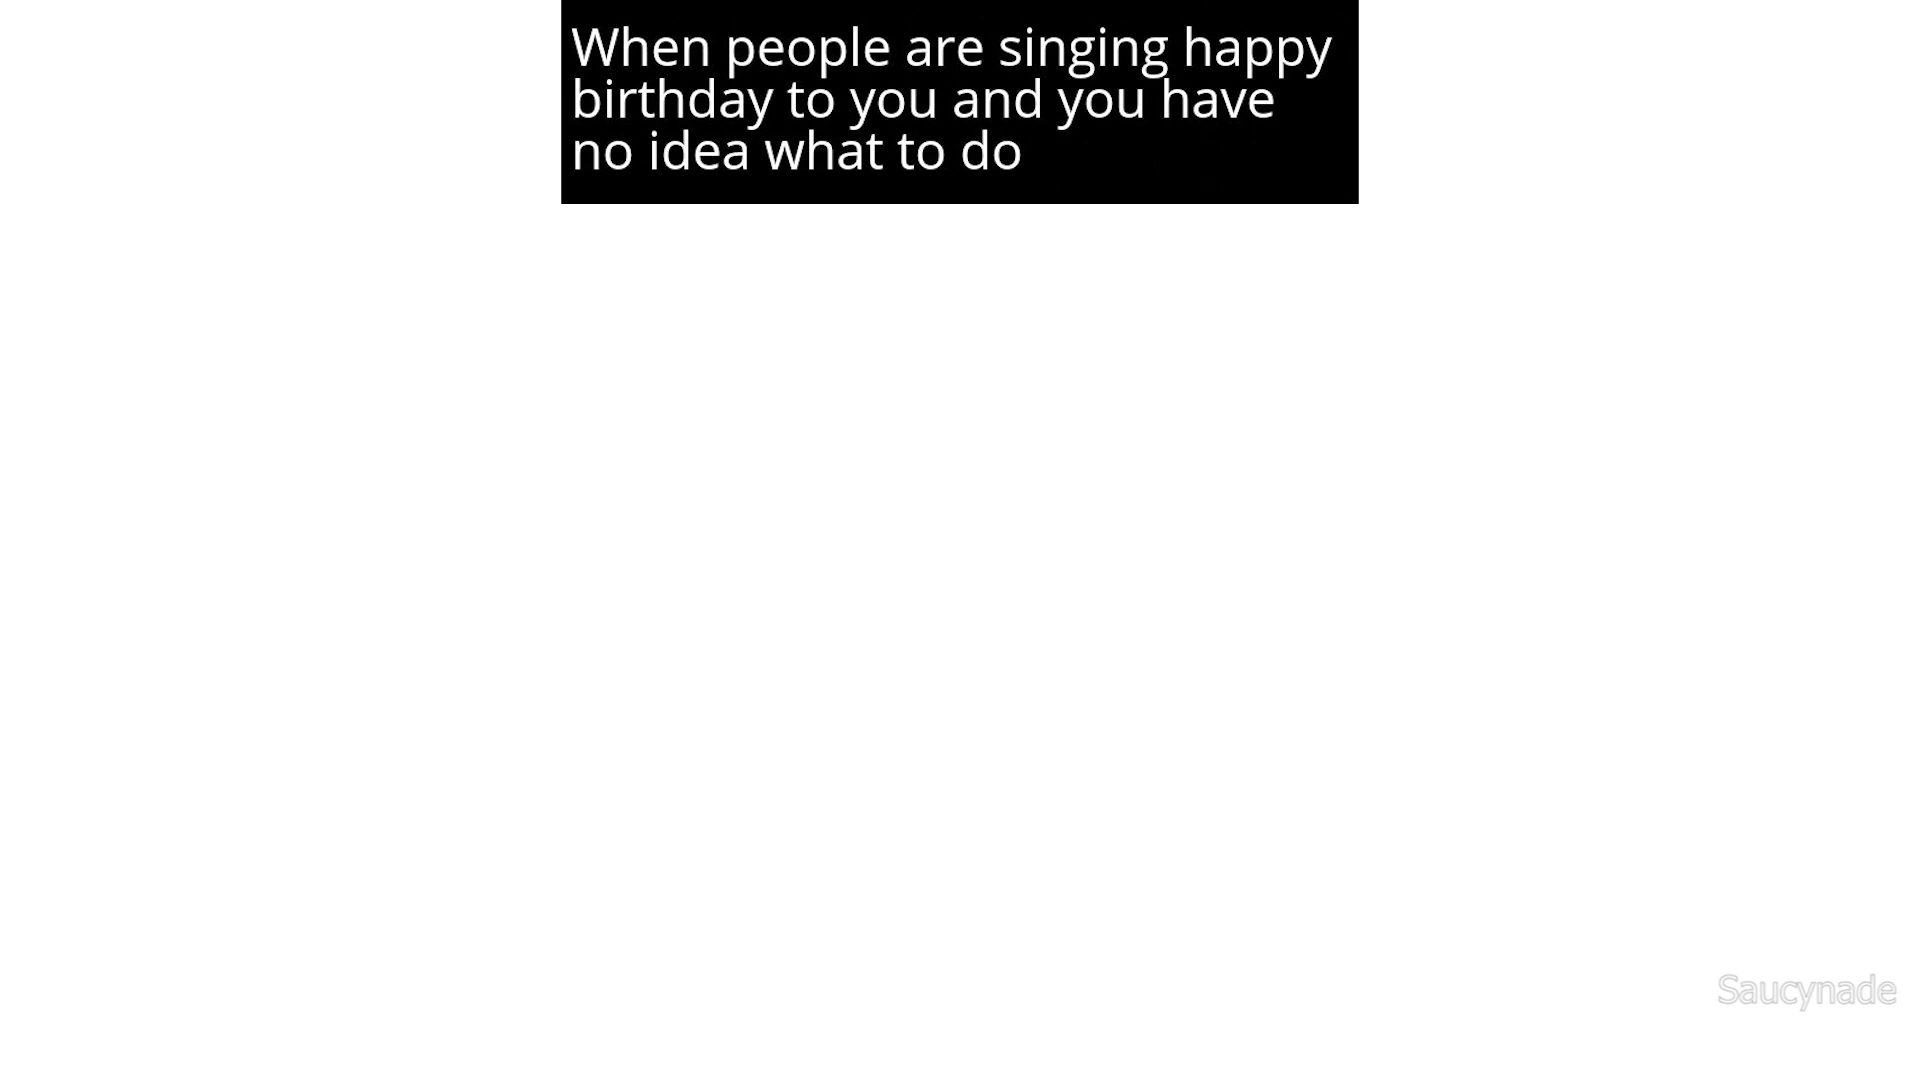 When people are singing happy
birthday to you and you have
no idea what to do
Saucynade